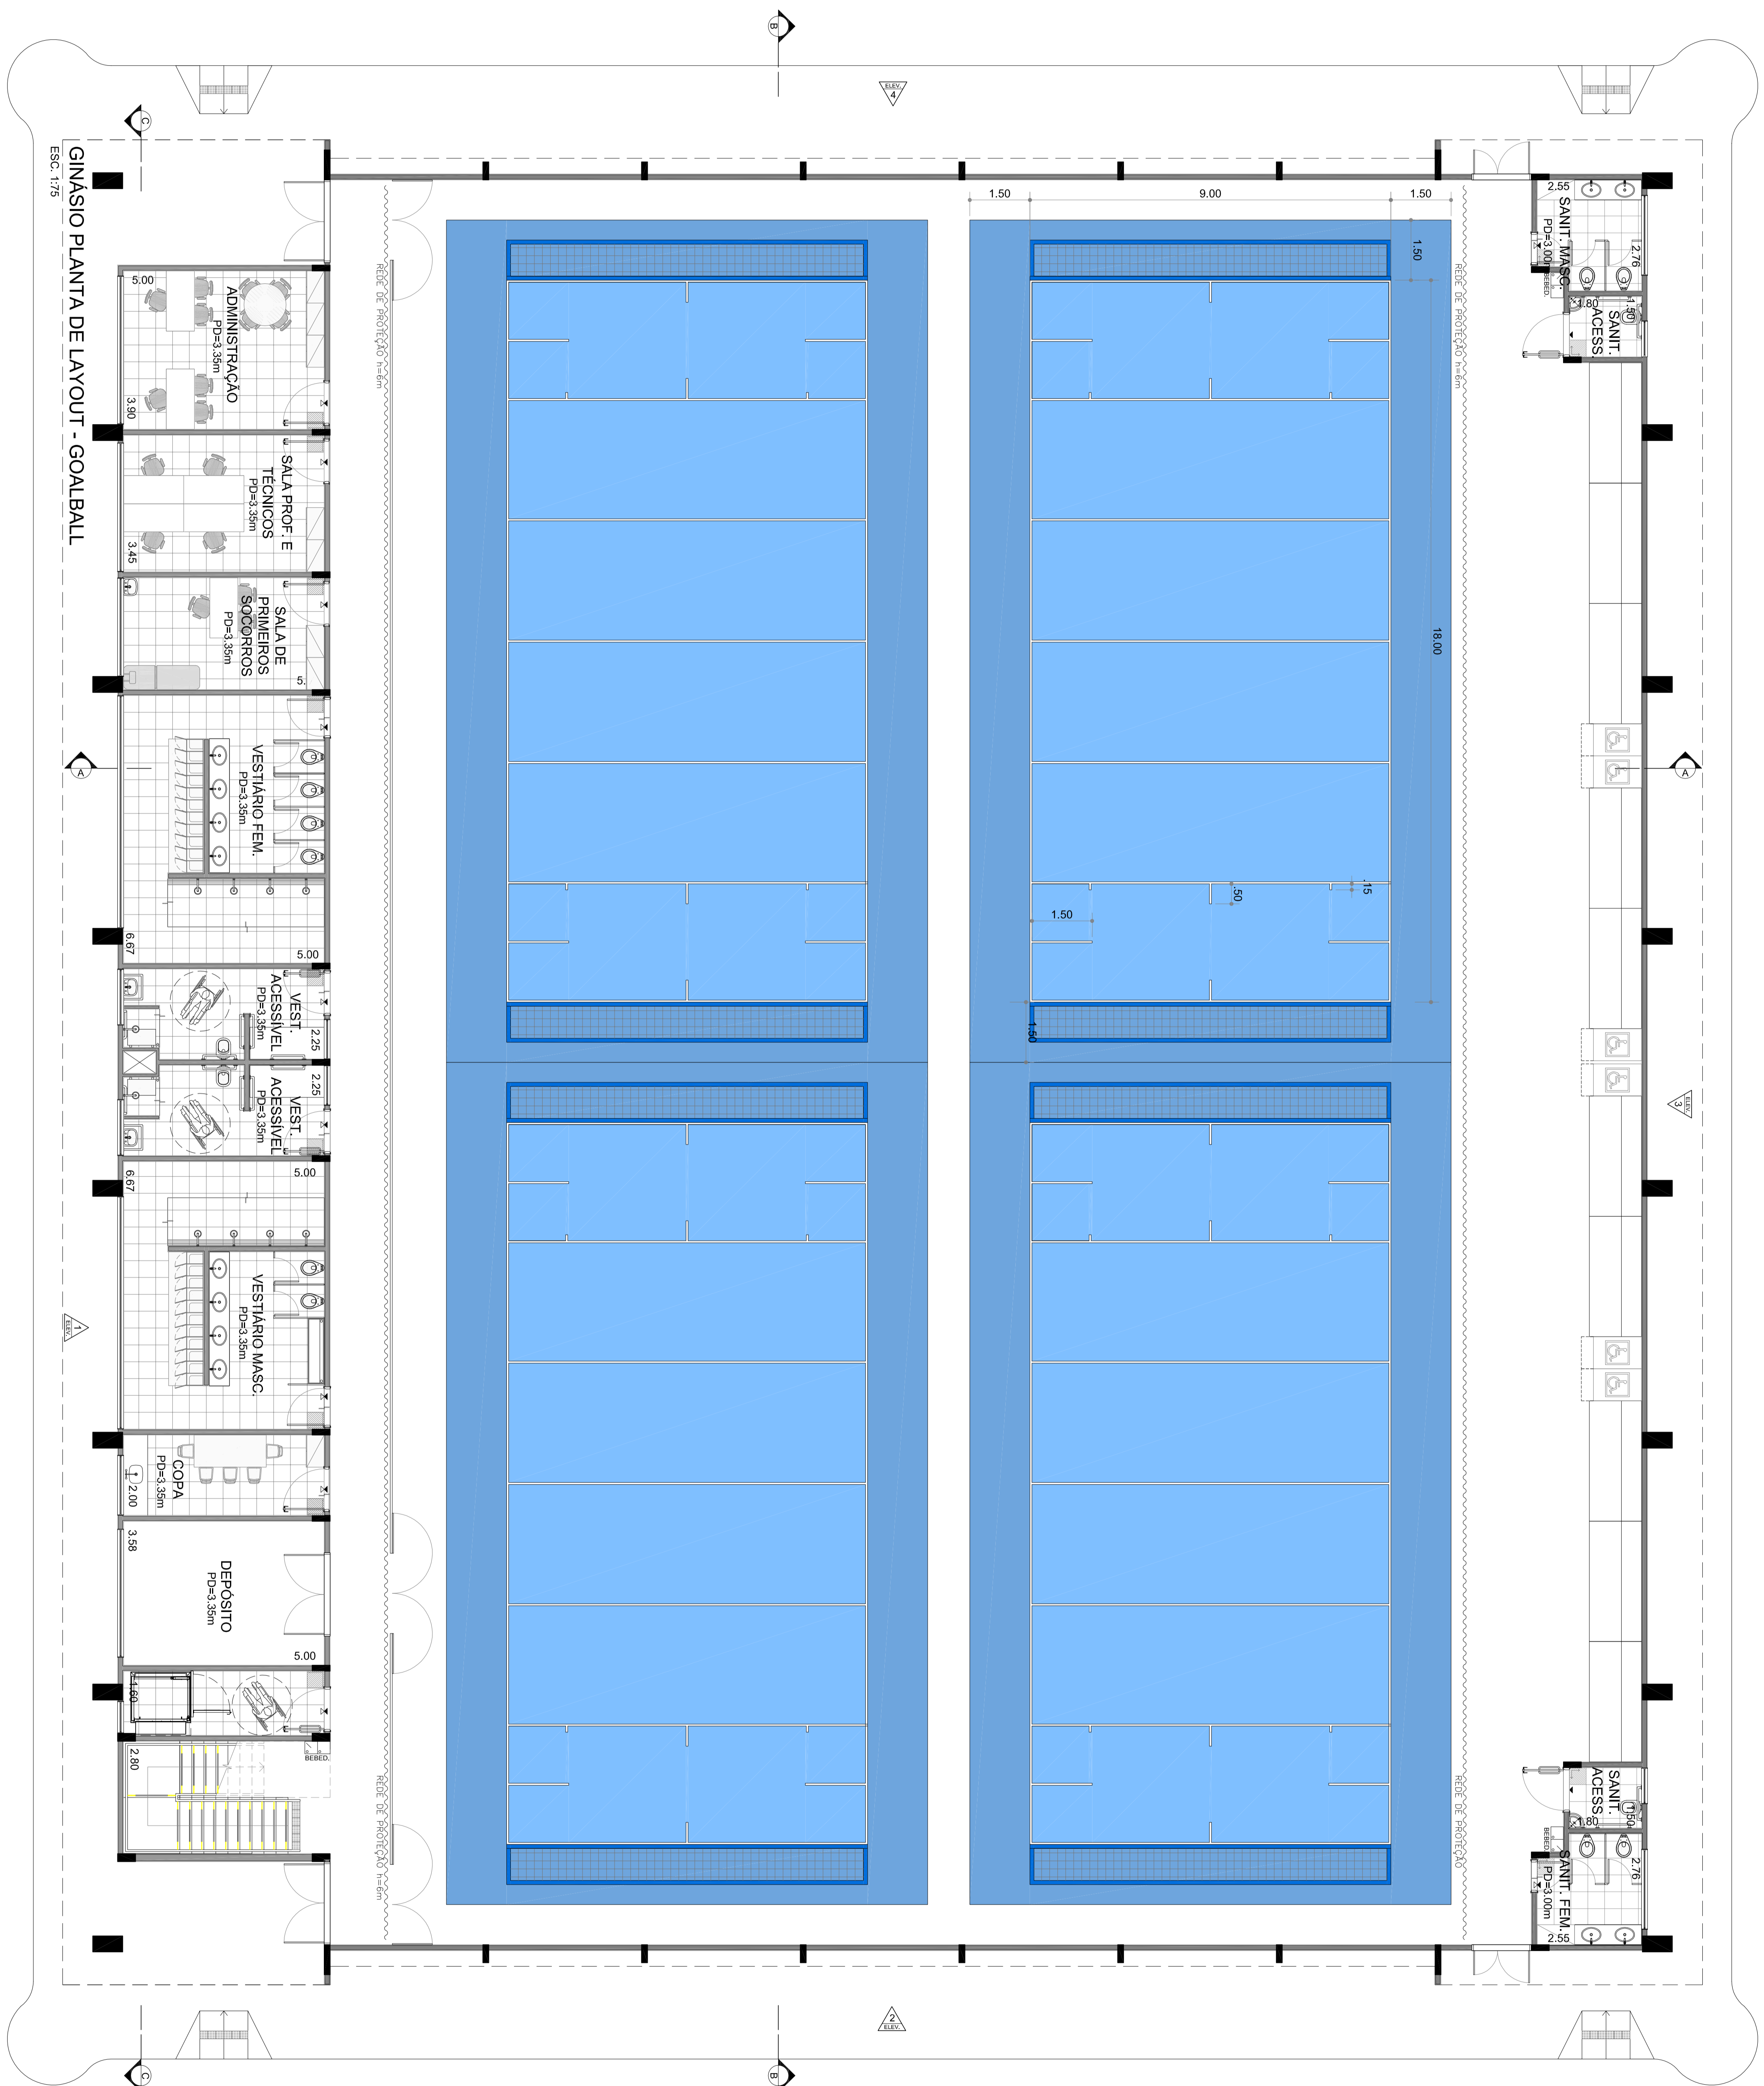 GINÁSIO PLANTA DE LAYOUT - GOALBALL
ESC. 1:75
B
ELEV.
4
C
C
B
A
A
ELEV.
3
1
ELEV.
2
ELEV.
1.50
9.00
1.50
1.50
18.00
.15
.50
1.50
1.50
REDE DE PROTEÇÃO h=6m
REDE DE PROTEÇÃO h=6m
REDE DE PROTEÇÃO h=6m
REDE DE PROTEÇÃO
2.55
SANIT. MASC.
PD=3.00m
2.76
BEBED.
1.80
1.50
SANIT.
ACESS.
5.00
ADMINISTRAÇÃO
PD=3.35m
3.90
SALA PROF. E
TÉCNICOS
PD=3.35m
3.45
SALA DE
PRIMEIROS
SOCORROS
PD=3.35m
5.
VESTIÁRIO FEM.
PD=3.35m
6.67
5.00
VEST.
ACESSÍVEL
PD=3.35m
2.25
VEST.
ACESSÍVEL
PD=3.35m
2.25
5.00
6.67
VESTIÁRIO MASC.
PD=3.35m
COPA
PD=3.35m
2.00
3.58
DEPÓSITO
PD=3.35m
5.00
1.60
2.80
BEBED.
SANIT.
ACESS.
1.80
1.50
BEBED.
SANIT. FEM.
PD=3.00m
2.76
2.55
B
C